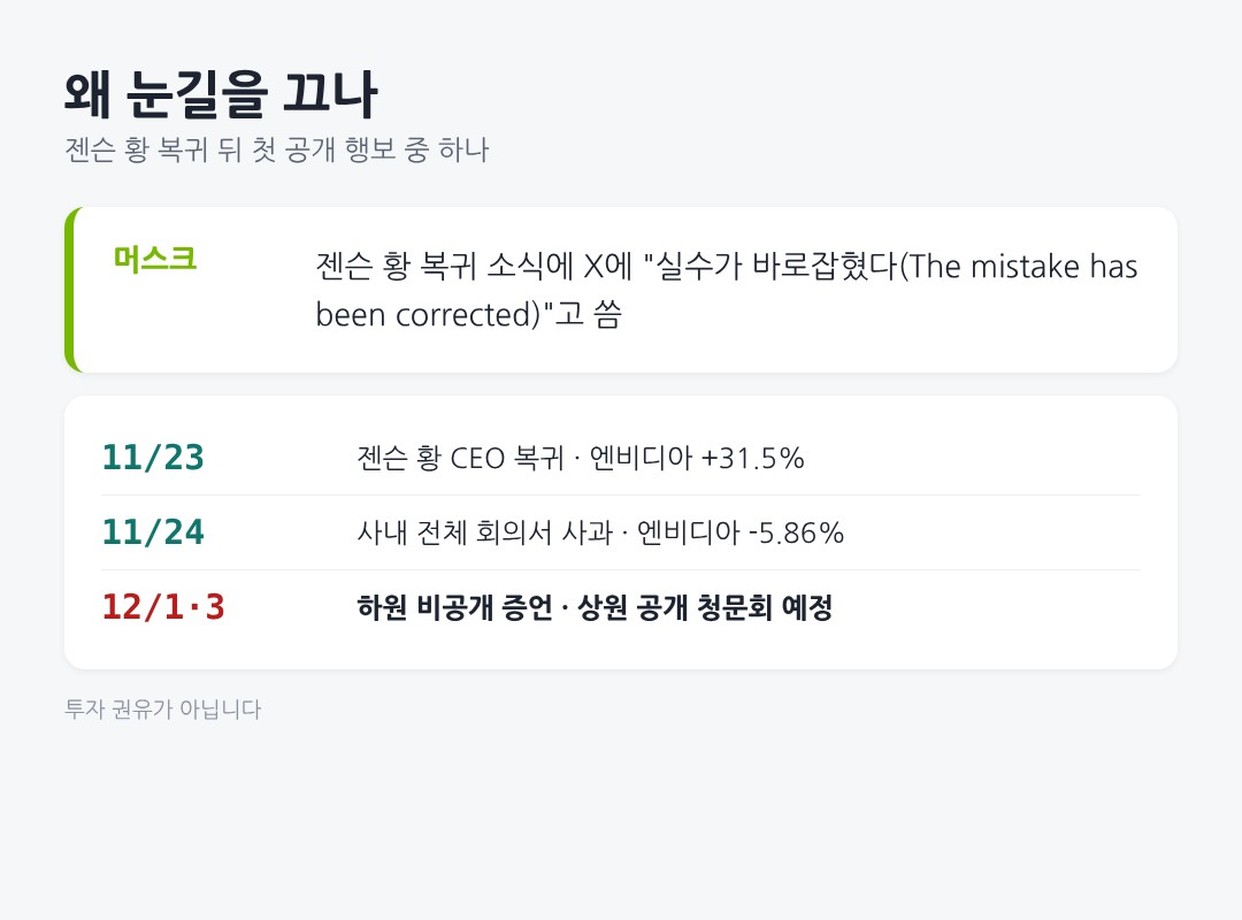 왜 눈길을 끄나
젠슨 황 복귀 뒤 첫 공개 행보 중 하나
머스크
젠슨 황 복귀 소식에 X에 "실수가 바로잡혔다(The mistake has
been corrected)"고 씀
11/23
젠슨 황 CEO 복귀 · 엔비디아 +31.5%
11/24
사내 전체 회의서 사과 · 엔비디아 -5.86%
12/1·3
하원 비공개 증언 · 상원 공개 청문회 예정
투자 권유가 아닙니다